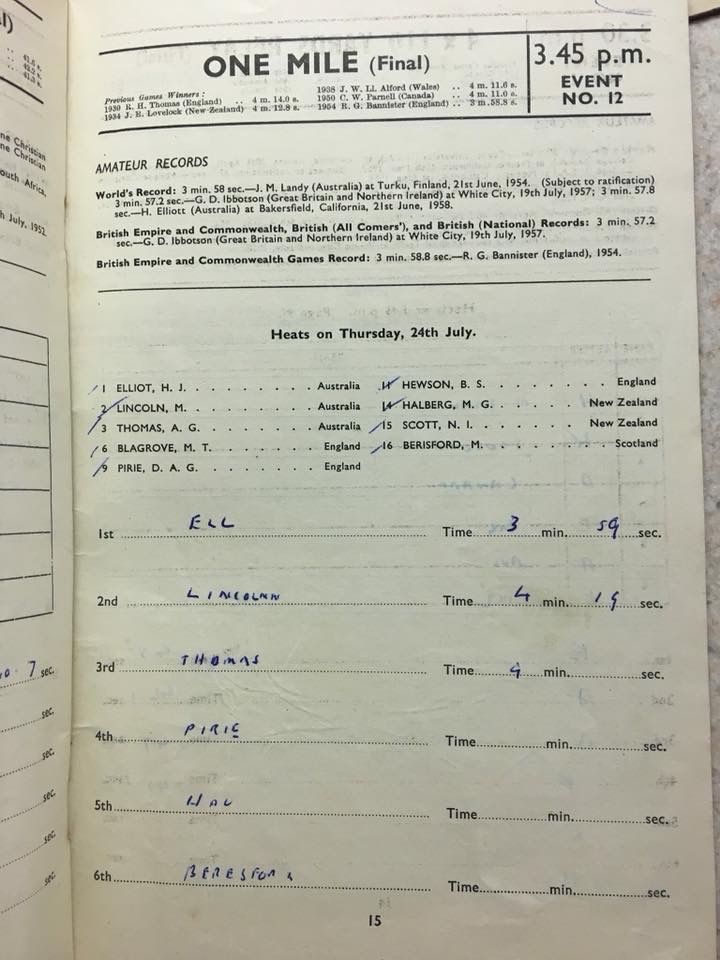 ONE MILE (Final)
3.45 p.m.
EVENT
NO. 12
Previous Games Winners :
1930 R. H. Thomas (England) .. 4 m. 14.0 s.
1934 J. E. Lovelock (New Zealand) 4 m. 12.8 s.
1938 J. W. Ll. Alford (Wales) .. 4 m. 11.6 s.
1950 C. W. Parnell (Canada) .. 4 m. 11.0 s.
1954 R. G. Bannister (England) .. 3 m. 58.8 s.
AMATEUR RECORDS
World's Record: 3 min. 58 sec.—J. M. Landy (Australia) at Turku, Finland, 21st June, 1954. (Subject to ratification)
3 min. 57.2 sec.—G. D. Ibbotson (Great Britain and Northern Ireland) at White City, 19th July, 1957; 3 min. 57.8
sec.—H. Elliott (Australia) at Bakersfield, California, 21st June, 1958.
British Empire and Commonwealth, British (All Comers'), and British (National) Records: 3 min. 57.2
sec.—G. D. Ibbotson (Great Britain and Northern Ireland) at White City, 19th July, 1957.
British Empire and Commonwealth Games Record: 3 min. 58.8 sec.—R. G. Bannister (England), 1954.
Heats on Thursday, 24th July.
1 ELLIOT, H. J. . . . . . . . . . Australia
2 LINCOLN, M. . . . . . . . . . Australia
3 THOMAS, A. G. . . . . . . . . Australia
6 BLAGROVE, M. T. . . . . . . . England
9 PIRIE, D. A. G. . . . . . . . England
11 HEWSON, B. S. . . . . . . . . England
14 HALBERG, M. G. . . . . . . . New Zealand
15 SCOTT, N. I. . . . . . . . . New Zealand
16 BERISFORD, M. . . . . . . . . Scotland
1st ELL Time 3 min. 59 sec.
2nd LINCOLNN Time 4 min. 19 sec.
3rd THOMAS Time 4 min. sec.
4th PIRIE Time min. sec.
5th HAL Time min. sec.
6th BERESFOR Time min. sec.
15